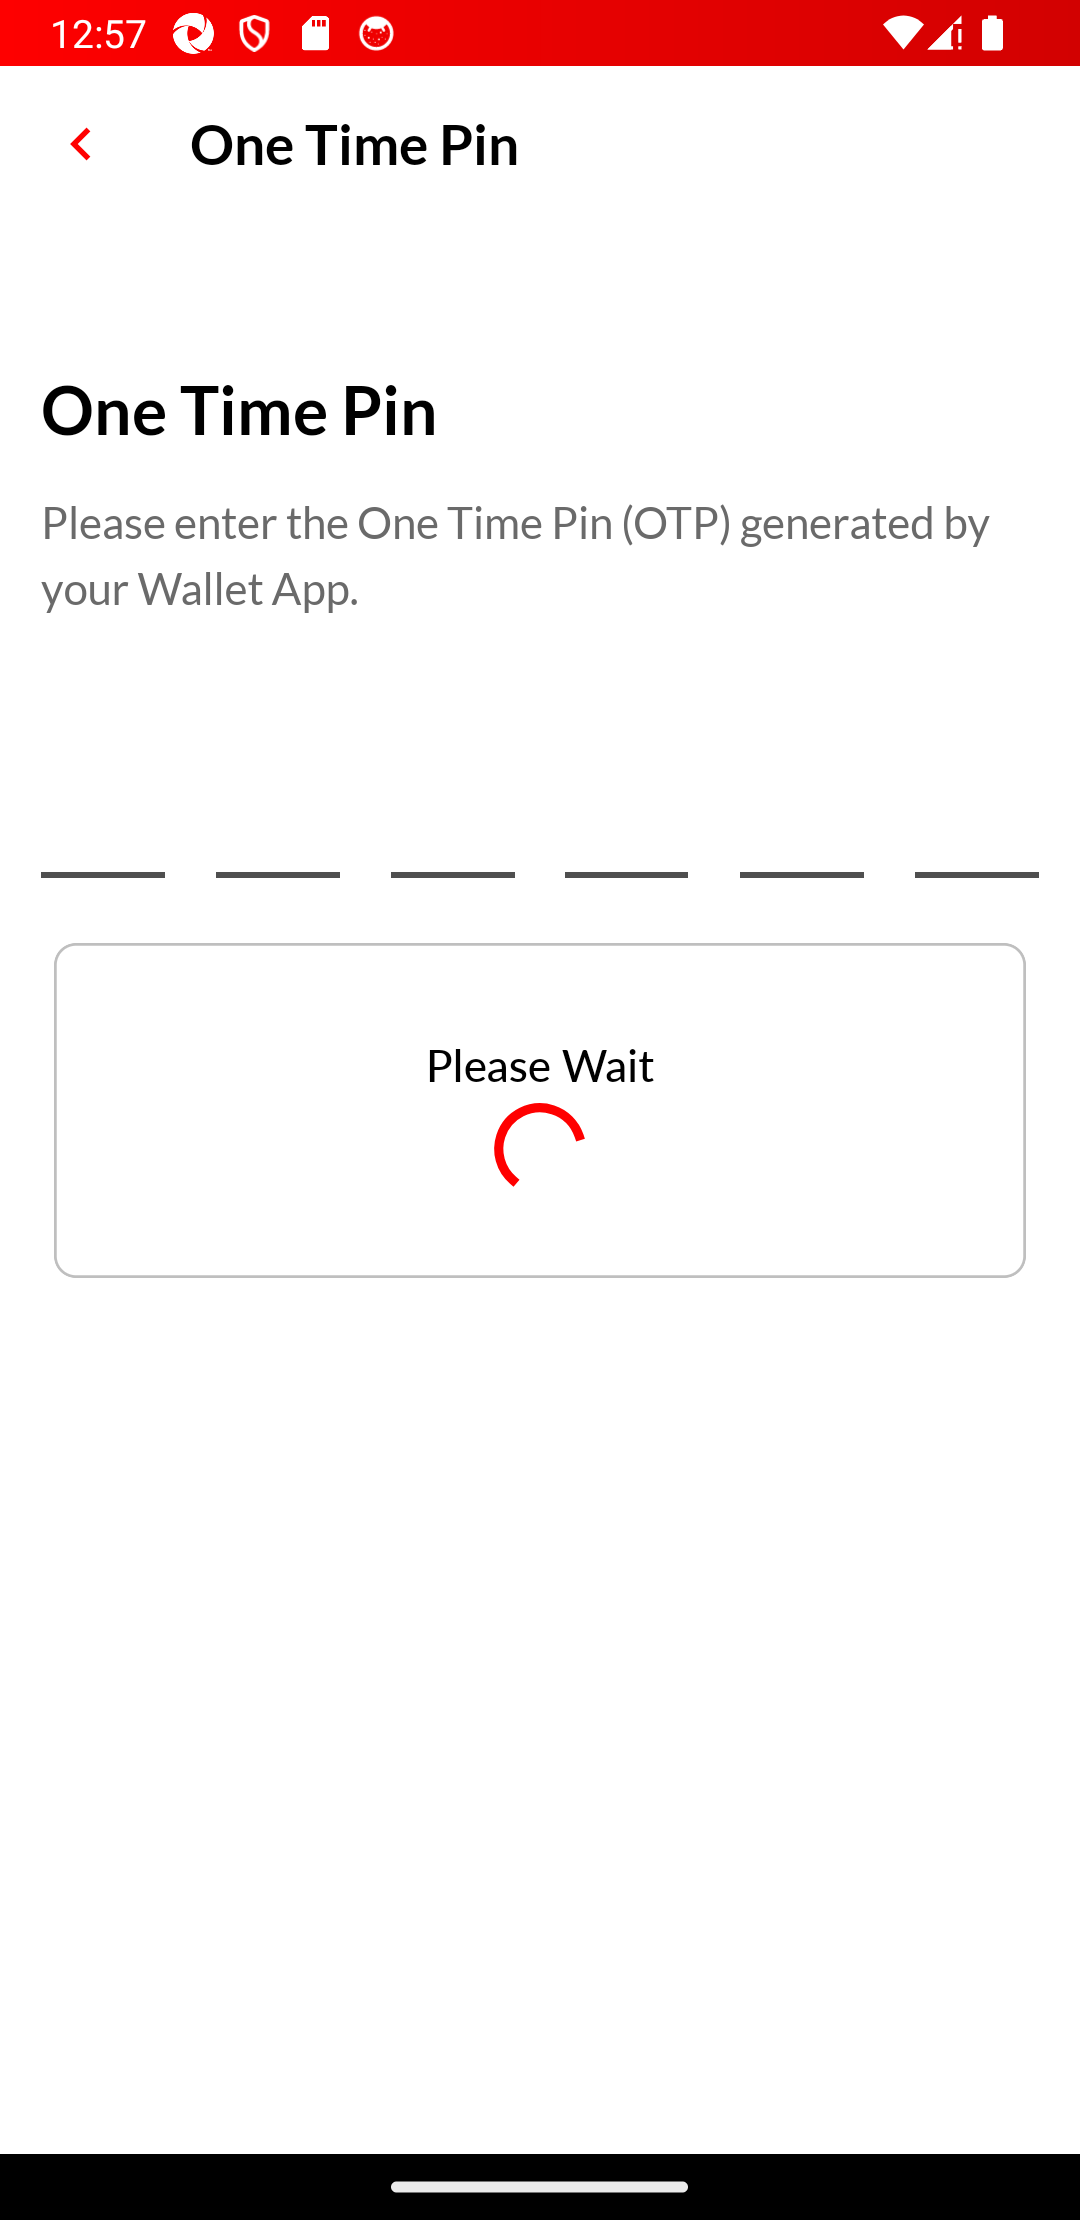 12:57
One Time Pin
One Time Pin
Please enter the One Time Pin (OTP) generated by
your Wallet App.
Please Wait